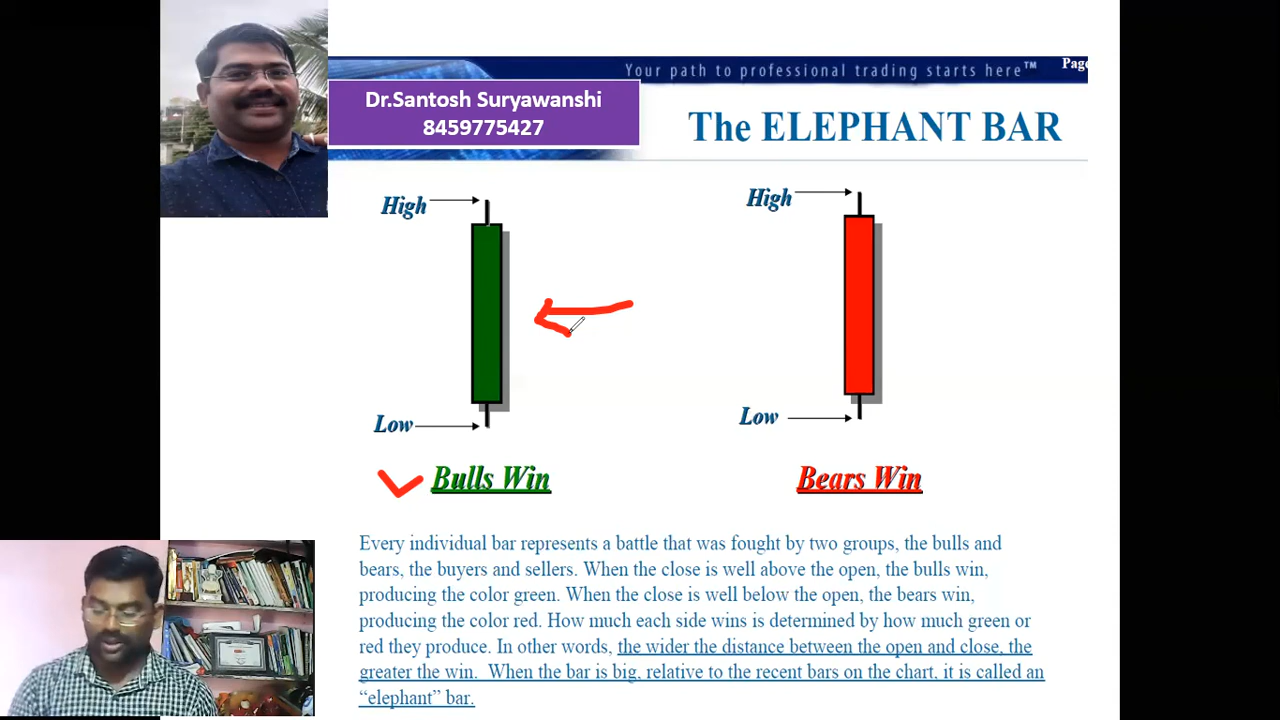 Your path to professional trading starts here™
Page
Dr.Santosh Suryawanshi
8459775427
The ELEPHANT BAR
High
High
Low
Low
Bulls Win
Bears Win
Every individual bar represents a battle that was fought by two groups, the bulls and
bears, the buyers and sellers. When the close is well above the open, the bulls win,
producing the color green. When the close is well below the open, the bears win,
producing the color red. How much each side wins is determined by how much green or
red they produce. In other words, the wider the distance between the open and close, the
greater the win. When the bar is big, relative to the recent bars on the chart, it is called an
“elephant” bar.